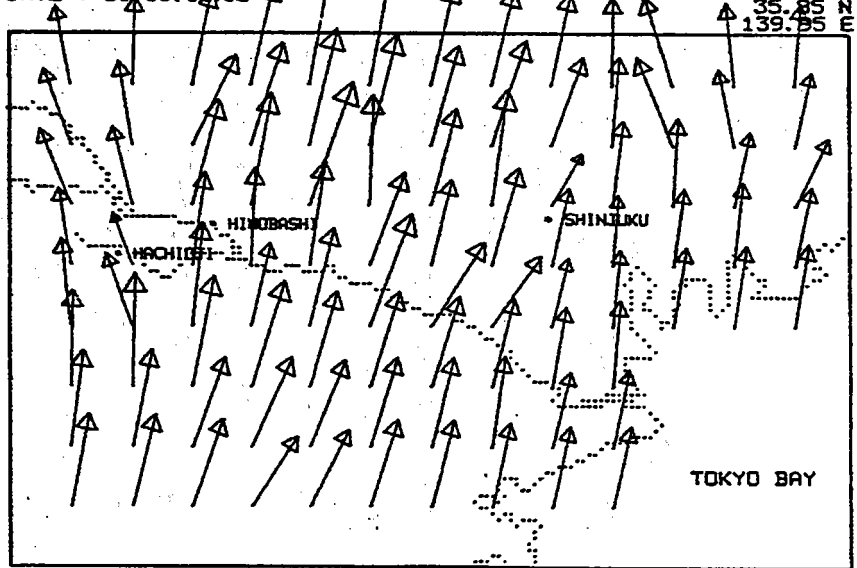 35.85 N
139.95 E
HINOBASHI
SHINJUKU
HACHIOJI
TOKYO BAY